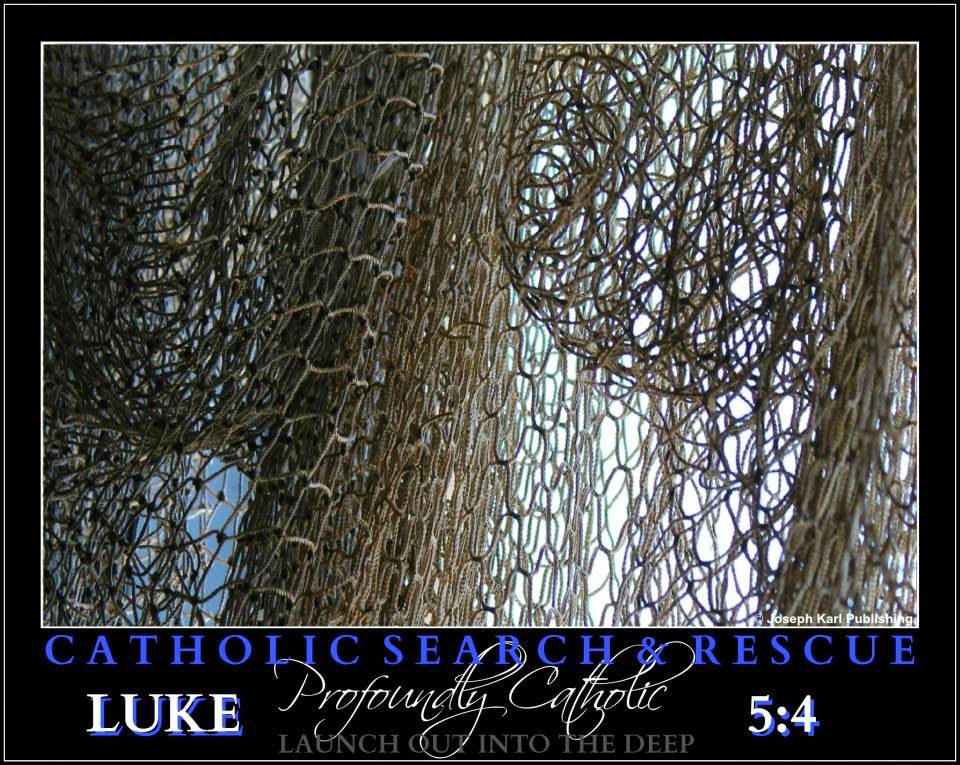 © Joseph Karl Publishing
CATHOLIC SEARCH & RESCUE
Profoundly Catholic
LUKE 5:4
LAUNCH OUT INTO THE DEEP